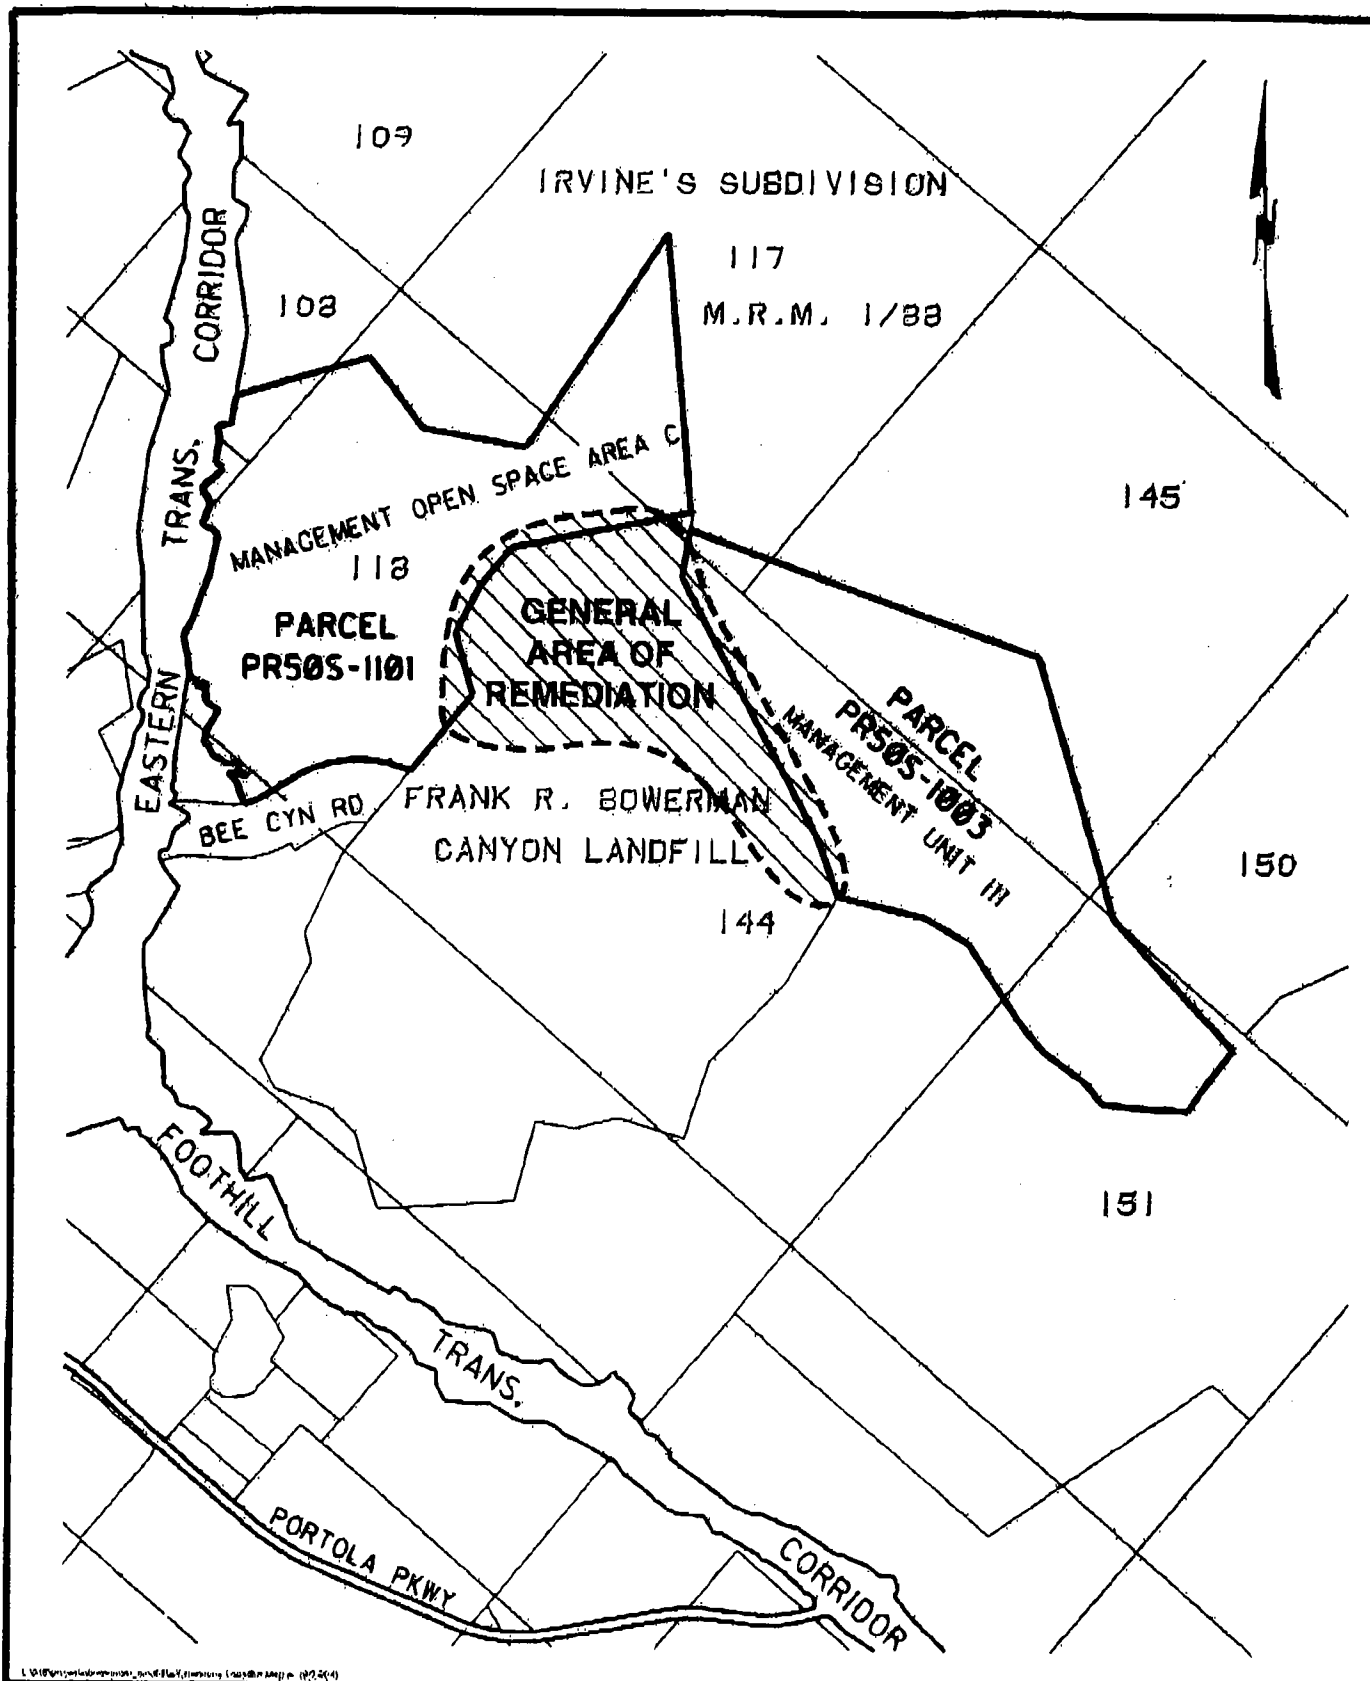 109
IRVINE'S SUBDIVISION
117
M.R.M. 1/88
108
N
145
MANAGEMENT OPEN SPACE AREA C
118
PARCEL
PR50S-1101
GENERAL
AREA OF
REMEDIATION
PARCEL
PR50S-1003
MANAGEMENT UNIT III
EASTERN TRANS. CORRIDOR
BEE CYN RD
FRANK R. BOWERMAN
CANYON LANDFILL
144
150
151
FOOTHILL TRANS. CORRIDOR
PORTOLA PKWY